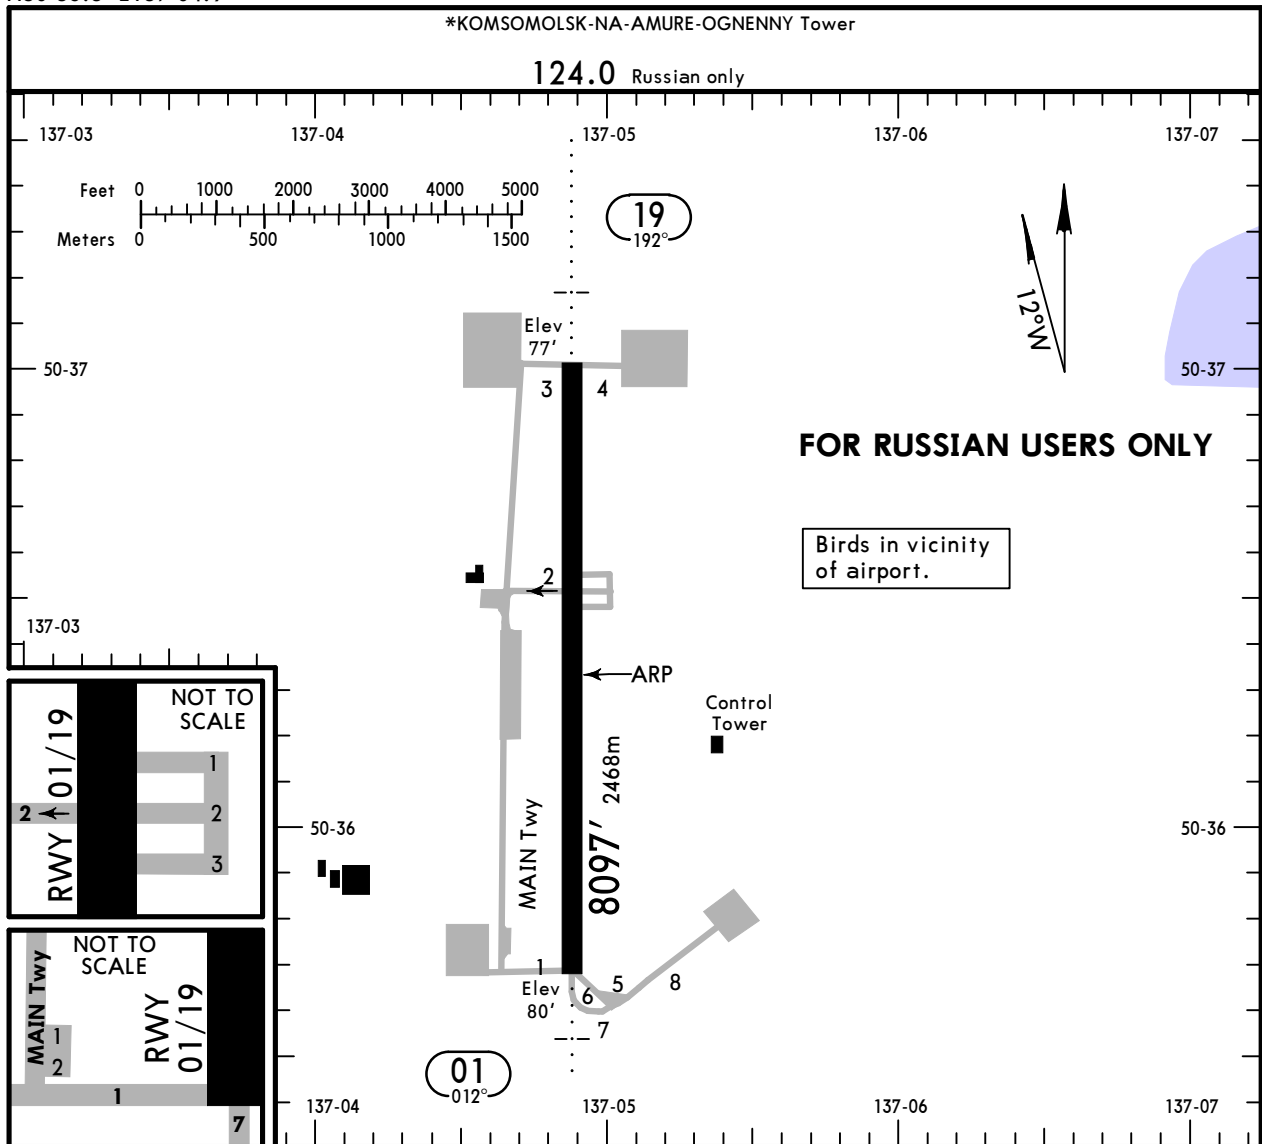 *KOMSOMOLSK-NA-AMURE-OGNENNY Tower
124.0 Russian only
137-03 137-04 137-05 137-06 137-07
Feet 0 1000 2000 3000 4000 5000
Meters 0 500 1000 1500
19
192°
12°W
Elev
77'
3 4
50-37 50-37
FOR RUSSIAN USERS ONLY
Birds in vicinity
of airport.
2
137-03
ARP
Control
Tower
8097' 2468m
MAIN Twy
50-36 50-36
1
Elev
80'
6 5 8
7
01
012°
137-04 137-05 137-06 137-07
NOT TO
SCALE
RWY 01/19
1
2 2
3
NOT TO
SCALE
MAIN Twy
RWY
01/19
1
2
1
7